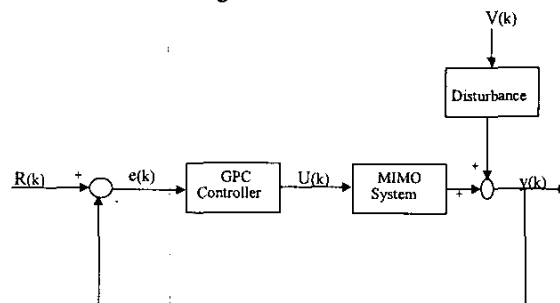 V(k)
Disturbance
R(k)
+
e(k)
-
GPC
Controller
U(k)
MIMO
System
+
+
y(k)